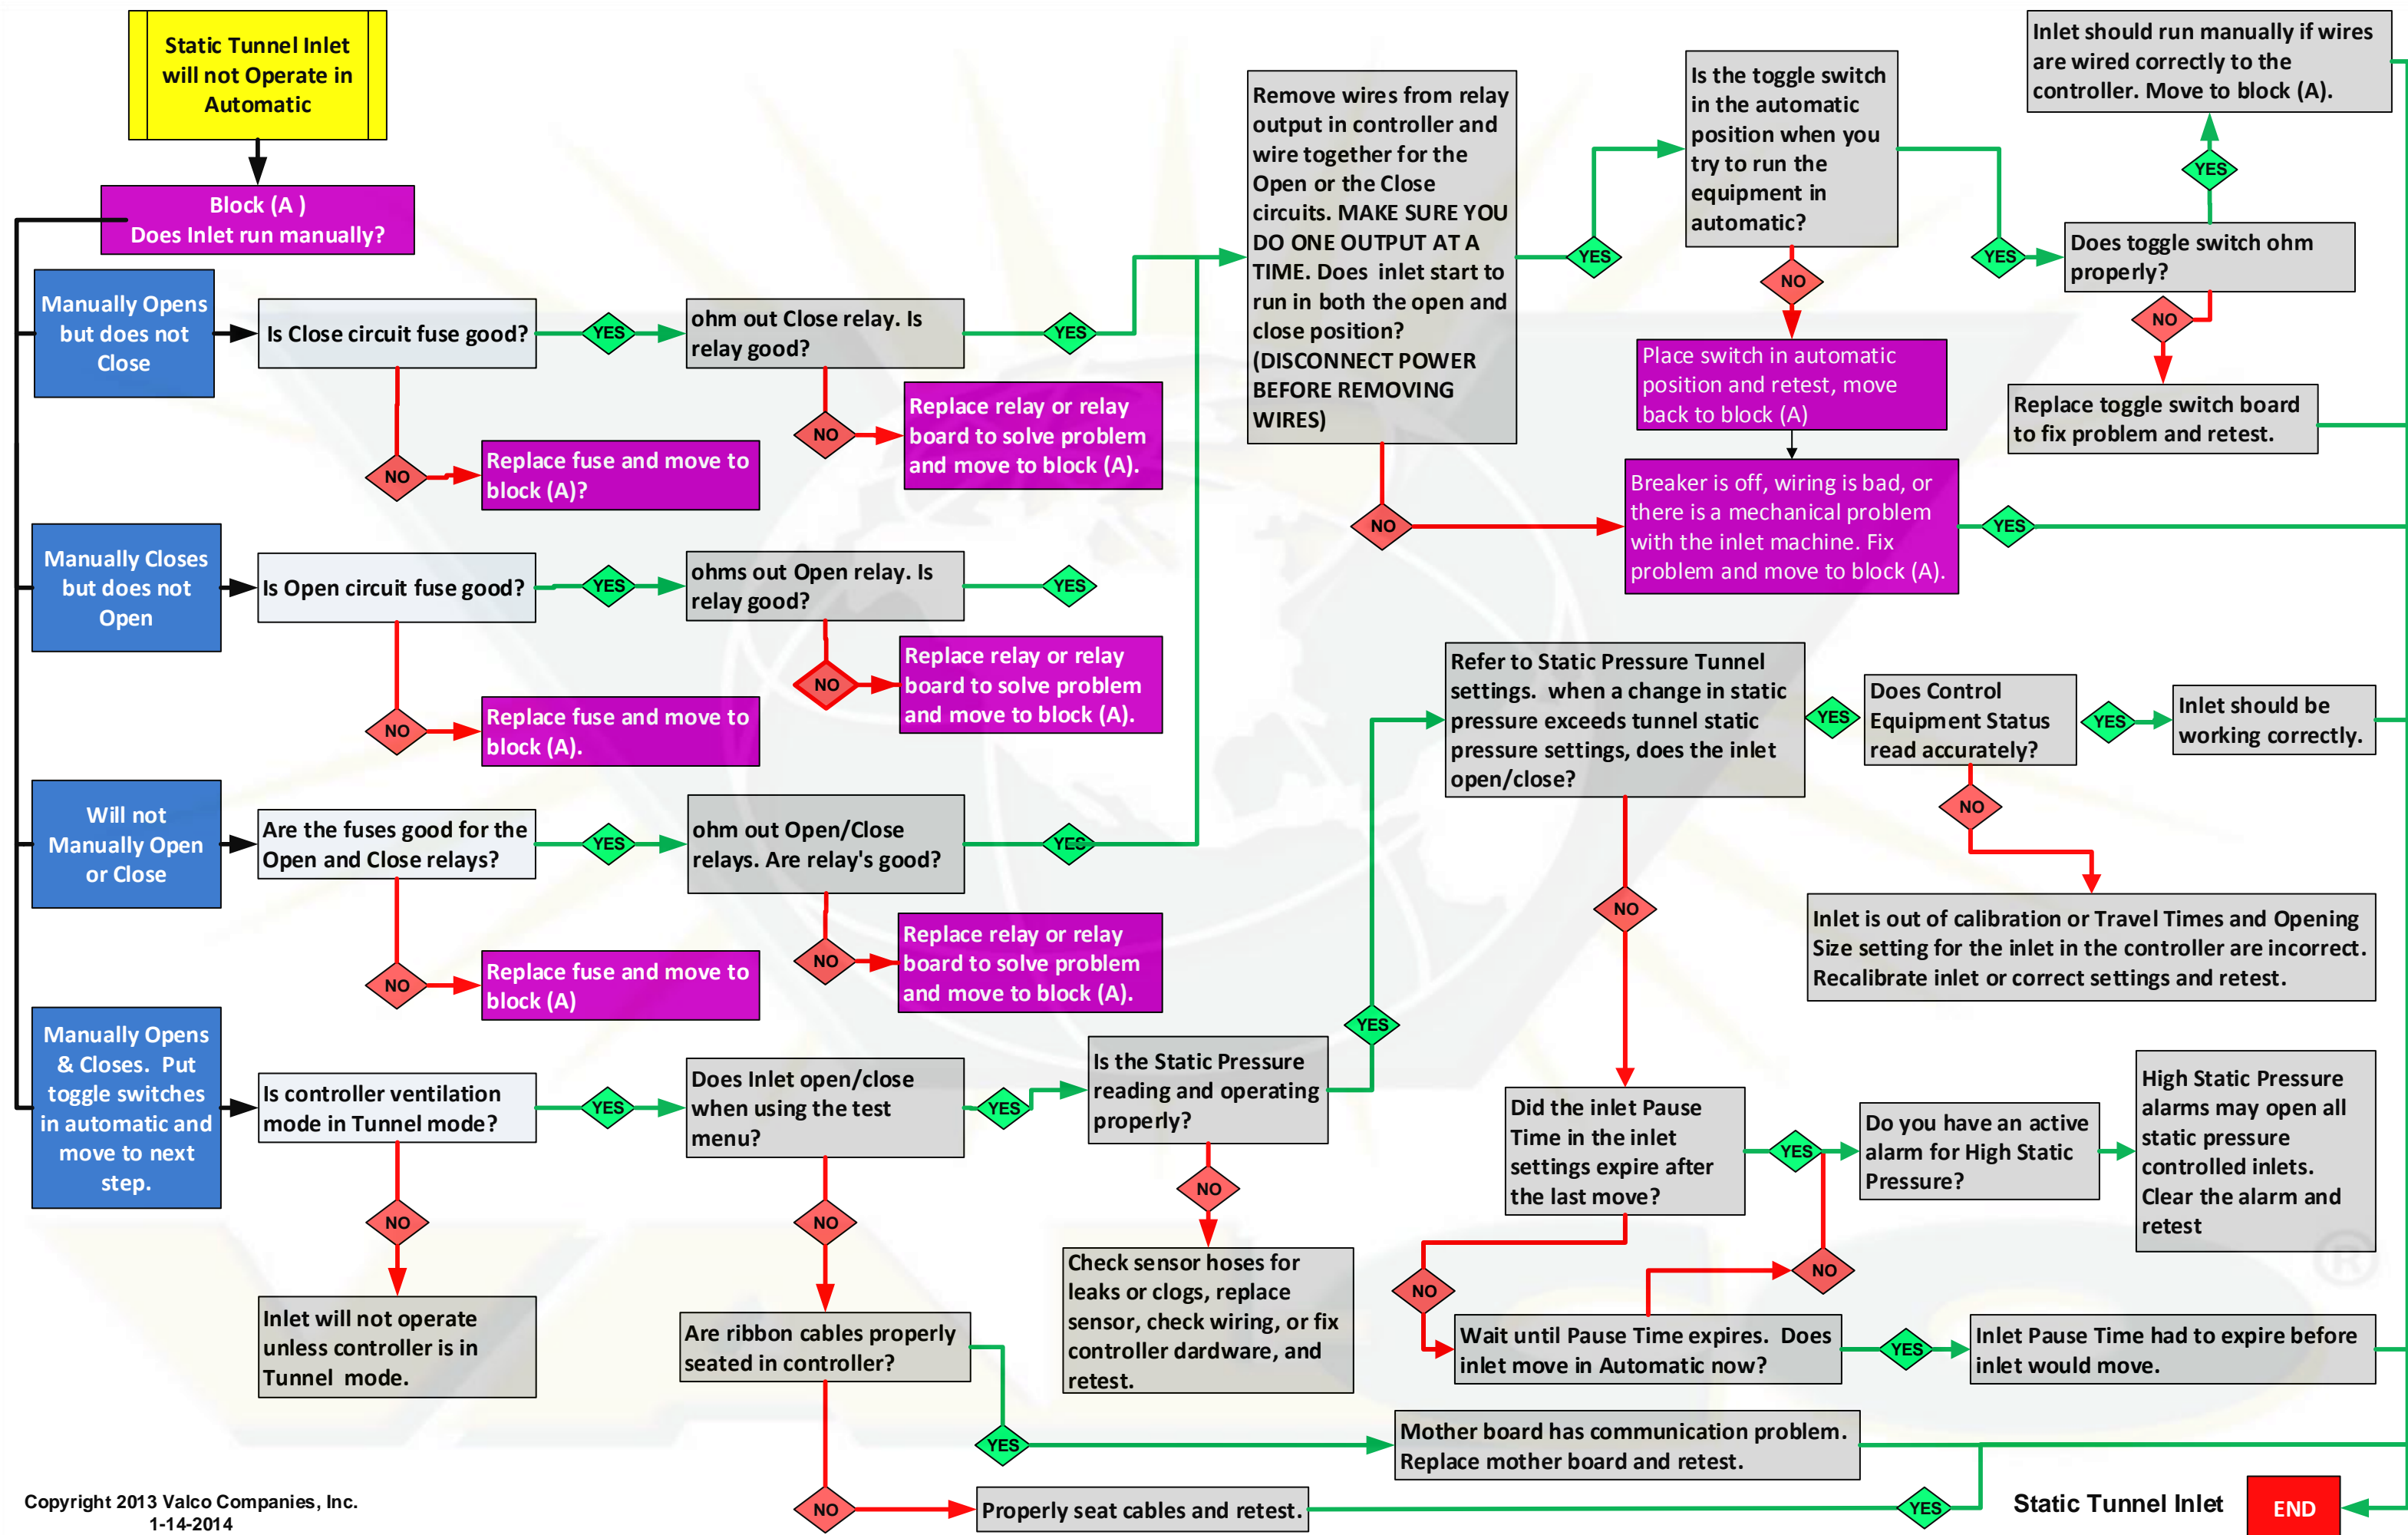 Static Tunnel Inlet
will not Operate in
Automatic
Block (A )
Does Inlet run manually?
Manually Opens
but does not
Close
Is Close circuit fuse good?
YES
ohm out Close relay. Is
relay good?
YES
NO
Replace fuse and move to
block (A)?
NO
Replace relay or relay
board to solve problem
and move to block (A).
Manually Closes
but does not
Open
Is Open circuit fuse good?
YES
ohms out Open relay. Is
relay good?
YES
NO
Replace fuse and move to
block (A).
NO
Replace relay or relay
board to solve problem
and move to block (A).
Will not
Manually Open
or Close
Are the fuses good for the
Open and Close relays?
YES
ohm out Open/Close
relays. Are relay's good?
YES
NO
Replace fuse and move to
block (A)
NO
Replace relay or relay
board to solve problem
and move to block (A).
Remove wires from relay
output in controller and
wire together for the
Open or the Close
circuits. MAKE SURE YOU
DO ONE OUTPUT AT A
TIME. Does inlet start to
run in both the open and
close position?
(DISCONNECT POWER
BEFORE REMOVING
WIRES)
YES
NO
Is the toggle switch
in the automatic
position when you
try to run the
equipment in
automatic?
YES
NO
Place switch in automatic
position and retest, move
back to block (A)
Breaker is off, wiring is bad, or
there is a mechanical problem
with the inlet machine. Fix
problem and move to block (A).
YES
Inlet should run manually if wires
are wired correctly to the
controller. Move to block (A).
YES
Does toggle switch ohm
properly?
NO
Replace toggle switch board
to fix problem and retest.
Manually Opens
& Closes. Put
toggle switches
in automatic and
move to next
step.
Is controller ventilation
mode in Tunnel mode?
YES
NO
Inlet will not operate
unless controller is in
Tunnel mode.
Does Inlet open/close
when using the test
menu?
YES
NO
Are ribbon cables properly
seated in controller?
YES
NO
Properly seat cables and retest.
YES
Mother board has communication problem.
Replace mother board and retest.
Is the Static Pressure
reading and operating
properly?
YES
NO
Check sensor hoses for
leaks or clogs, replace
sensor, check wiring, or fix
controller dardware, and
retest.
Refer to Static Pressure Tunnel
settings. when a change in static
pressure exceeds tunnel static
pressure settings, does the inlet
open/close?
YES
NO
Does Control
Equipment Status
read accurately?
YES
Inlet should be
working correctly.
NO
Inlet is out of calibration or Travel Times and Opening
Size setting for the inlet in the controller are incorrect.
Recalibrate inlet or correct settings and retest.
Did the inlet Pause
Time in the inlet
settings expire after
the last move?
YES
NO
Do you have an active
alarm for High Static
Pressure?
High Static Pressure
alarms may open all
static pressure
controlled inlets.
Clear the alarm and
retest
NO
Wait until Pause Time expires. Does
inlet move in Automatic now?
YES
Inlet Pause Time had to expire before
inlet would move.
VALCO
®
Copyright 2013 Valco Companies, Inc.
1-14-2014
Static Tunnel Inlet
END